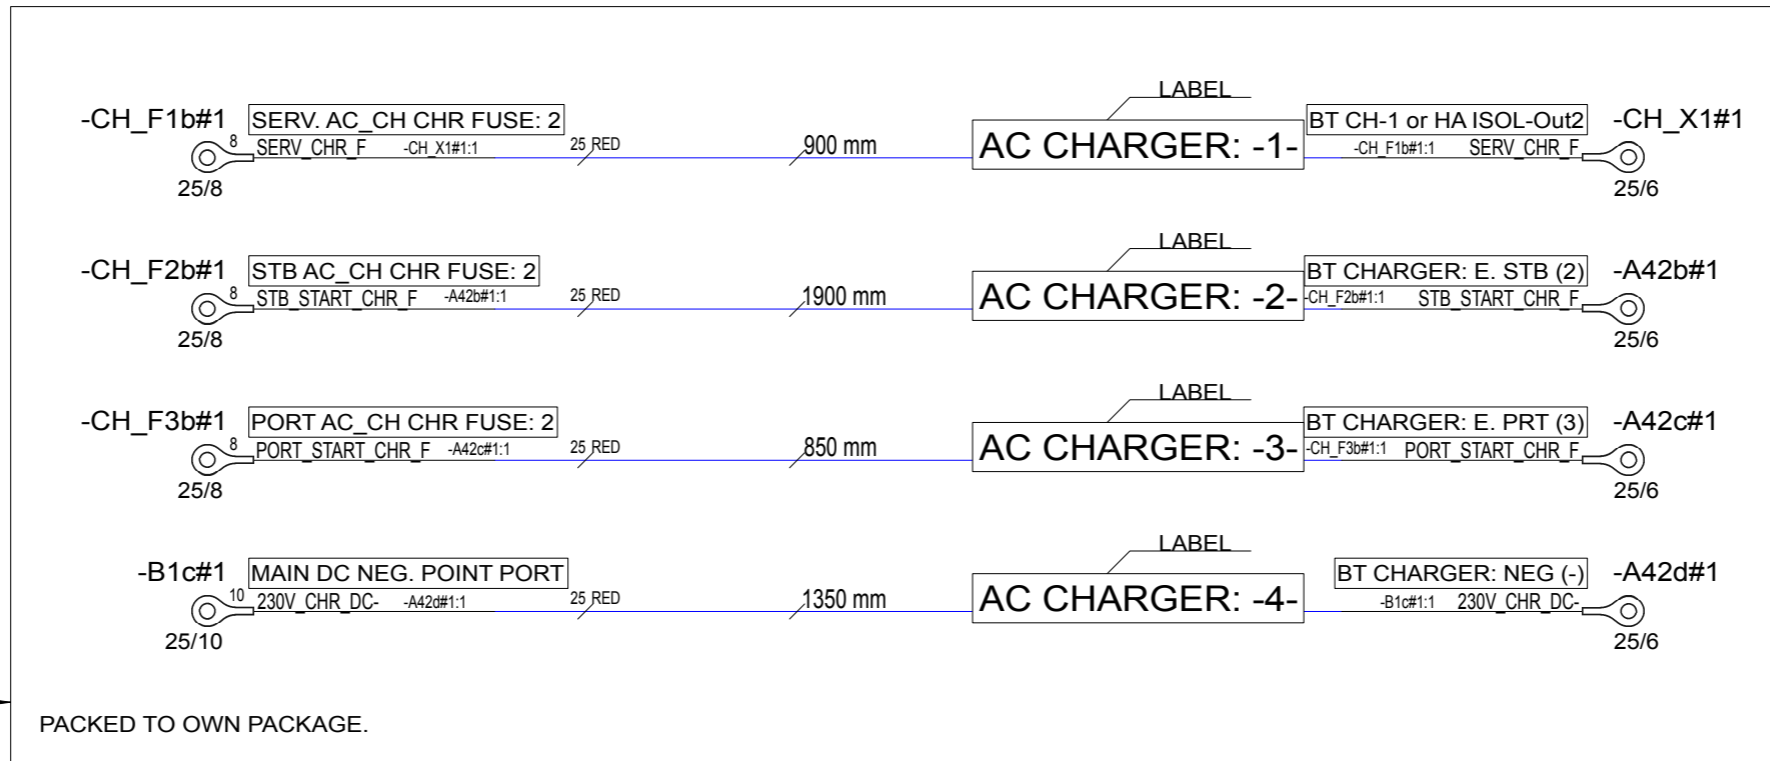 LABEL
-CH_F1b#1 SERV. AC_CH CHR FUSE: 2 AC CHARGER: -1- BT CH-1 or HA ISOL-Out2 -CH_X1#1
8 SERV_CHR_F -CH_X1#1:1 25 RED 900 mm -CH_F1b#1:1 SERV_CHR_F
25/8 25/6
LABEL
-CH_F2b#1 STB AC_CH CHR FUSE: 2 AC CHARGER: -2- BT CHARGER: E. STB (2) -A42b#1
8 STB_START_CHR_F -A42b#1:1 25 RED 1900 mm -CH_F2b#1:1 STB_START_CHR_F
25/8 25/6
LABEL
-CH_F3b#1 PORT AC_CH CHR FUSE: 2 AC CHARGER: -3- BT CHARGER: E. PRT (3) -A42c#1
8 PORT_START_CHR_F -A42c#1:1 25 RED 850 mm -CH_F3b#1:1 PORT_START_CHR_F
25/8 25/6
LABEL
-B1c#1 MAIN DC NEG. POINT PORT AC CHARGER: -4- BT CHARGER: NEG (-) -A42d#1
10 230V_CHR_DC- -A42d#1:1 25 RED 1350 mm -B1c#1:1 230V_CHR_DC-
25/10 25/6
PACKED TO OWN PACKAGE.